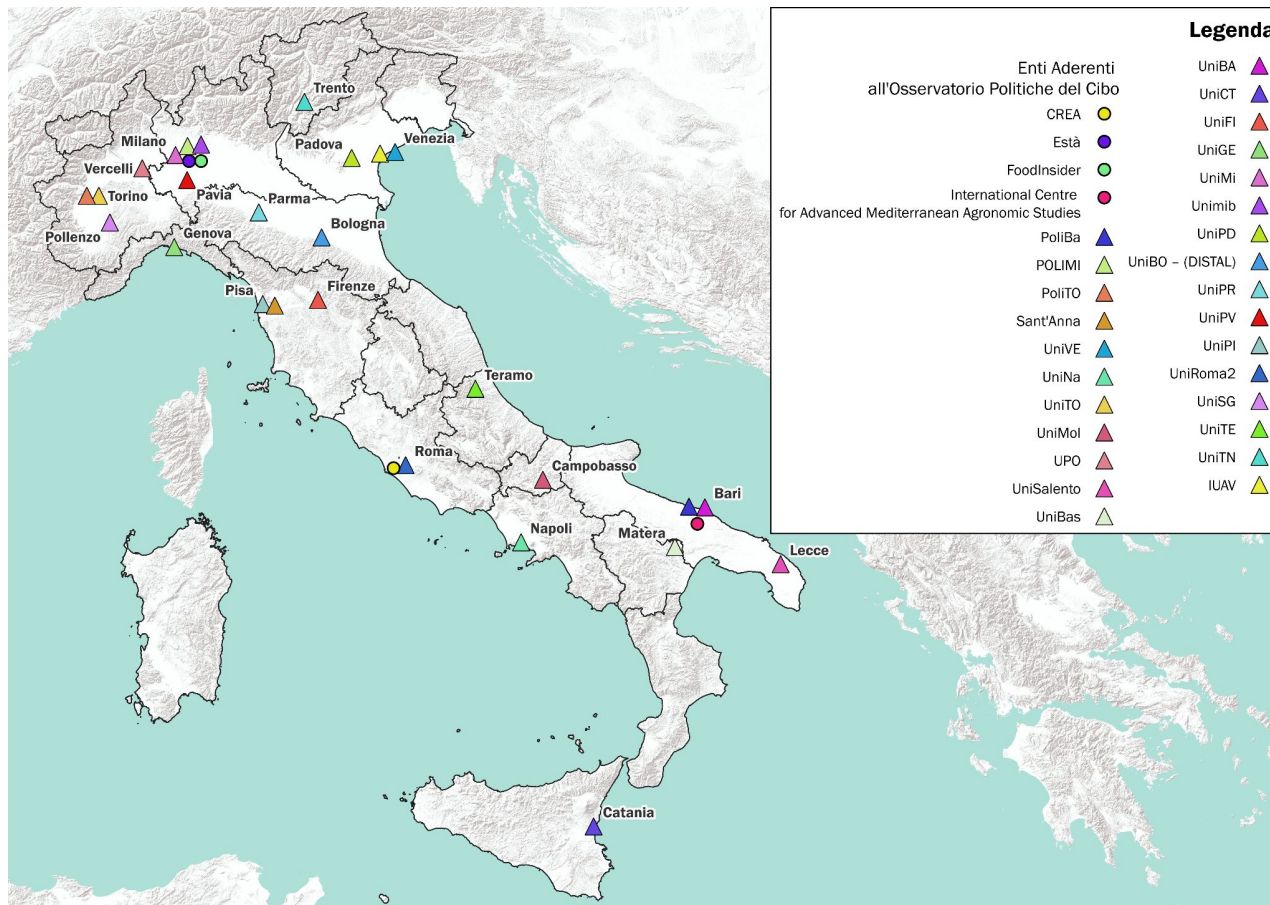 Legenda
Enti Aderenti
all'Osservatorio Politiche del Cibo
CREA
Està
FoodInsider
International Centre
for Advanced Mediterranean Agronomic Studies
PoliBa
POLIMI
PoliTO
Sant'Anna
UniVE
UniNa
UniTO
UniMol
UPO
UniSalento
UniBas
UniBA
UniCT
UniFI
UniGE
UniMi
Unimib
UniPD
UniBO – (DISTAL)
UniPR
UniPV
UniPI
UniRoma2
UniSG
UniTE
UniTN
IUAV
Trento
Milano
Padova
Venezia
Vercelli
Torino
Pavia
Parma
Pollenzo
Genova
Bologna
Pisa
Firenze
Teramo
Roma
Campobasso
Bari
Napoli
Matera
Lecce
Catania